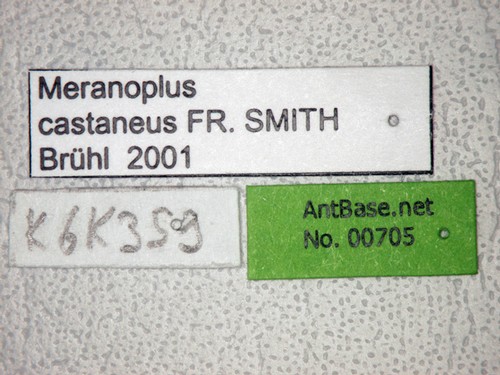 Meranoplus
castaneus FR. SMITH
Brühl 2001
K6K359
AntBase.net
No. 00705